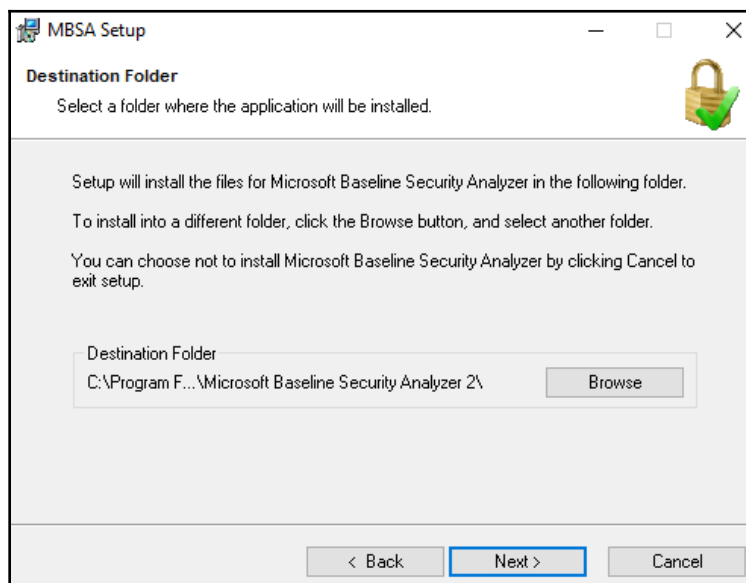 MBSA Setup
Destination Folder
Select a folder where the application will be installed.
Setup will install the files for Microsoft Baseline Security Analyzer in the following folder.
To install into a different folder, click the Browse button, and select another folder.
You can choose not to install Microsoft Baseline Security Analyzer by clicking Cancel to
exit setup.
Destination Folder
C:\Program F...\Microsoft Baseline Security Analyzer 2\
Browse
< Back
Next >
Cancel